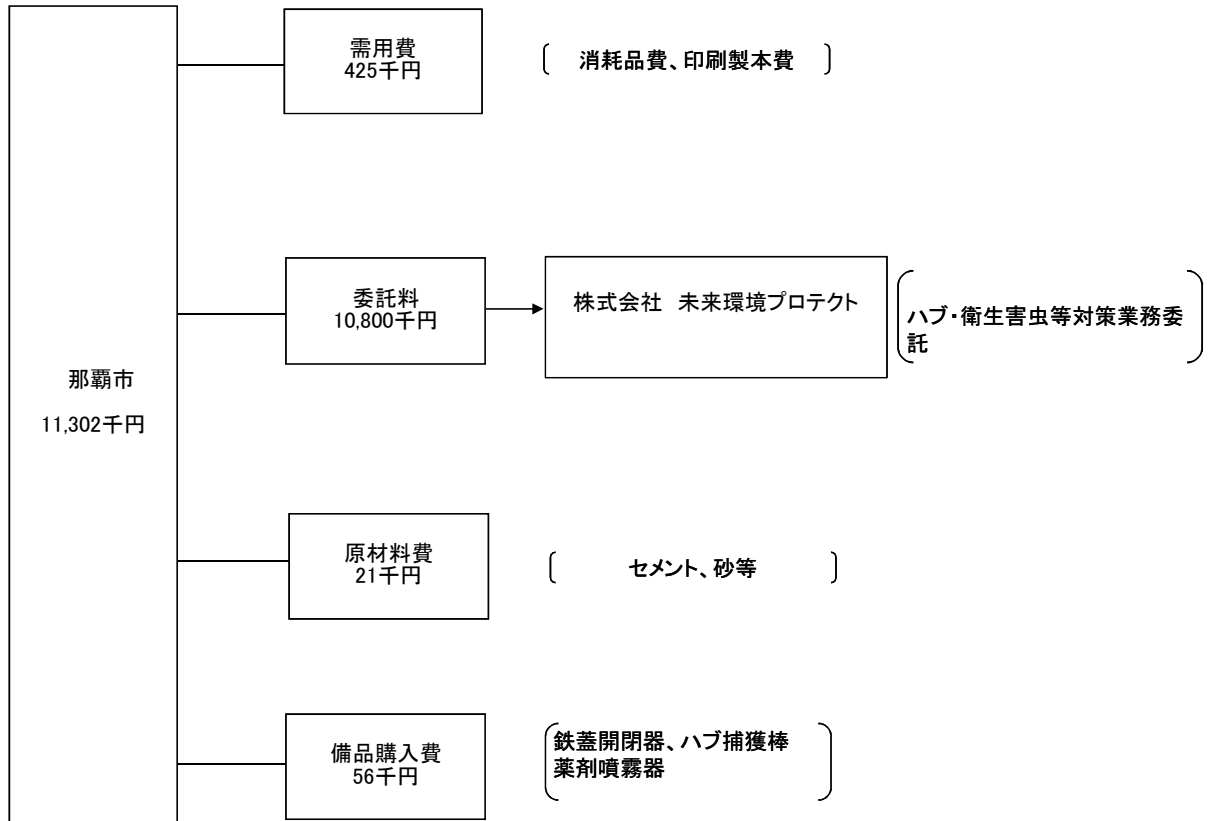 需用費
425千円
消耗品費、印刷製本費
委託料
10,800千円
株式会社 未来環境プロテクト
ハブ・衛生害虫等対策業務委
託
那覇市
11,302千円
原材料費
21千円
セメント、砂等
備品購入費
56千円
鉄蓋開閉器、ハブ捕獲棒
薬剤噴霧器